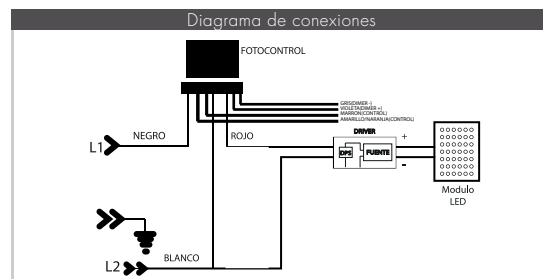 Diagrama de conexiones
FOTOCONTROL
GRIS(DIMER -)
VIOLETA(DIMER +)
MARRON(CONTROL)
AMARILLO/NARANJA(CONTROL)
NEGRO
ROJO
L1
DRIVER
+
DPS
FUENTE
-
Modulo
LED
BLANCO
L2